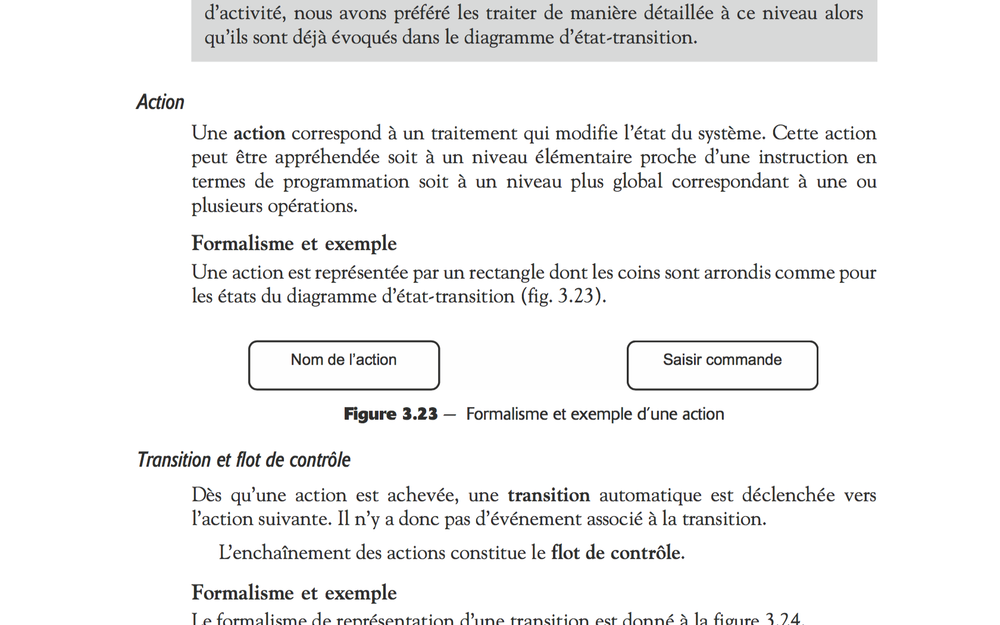 d’activité, nous avons préféré les traiter de manière détaillée à ce niveau alors
qu’ils sont déjà évoqués dans le diagramme d’état-transition.
Action
Une action correspond à un traitement qui modifie l’état du système. Cette action
peut être appréhendée soit à un niveau élémentaire proche d’une instruction en
termes de programmation soit à un niveau plus global correspondant à une ou
plusieurs opérations.
Formalisme et exemple
Une action est représentée par un rectangle dont les coins sont arrondis comme pour
les états du diagramme d’état-transition (fig. 3.23).
Nom de l’action
Saisir commande
Figure 3.23 — Formalisme et exemple d’une action
Transition et flot de contrôle
Dès qu’une action est achevée, une transition automatique est déclenchée vers
l’action suivante. Il n’y a donc pas d’événement associé à la transition.
L’enchaînement des actions constitue le flot de contrôle.
Formalisme et exemple
Le formalisme de représentation d’une transition est donné à la figure 3.24.